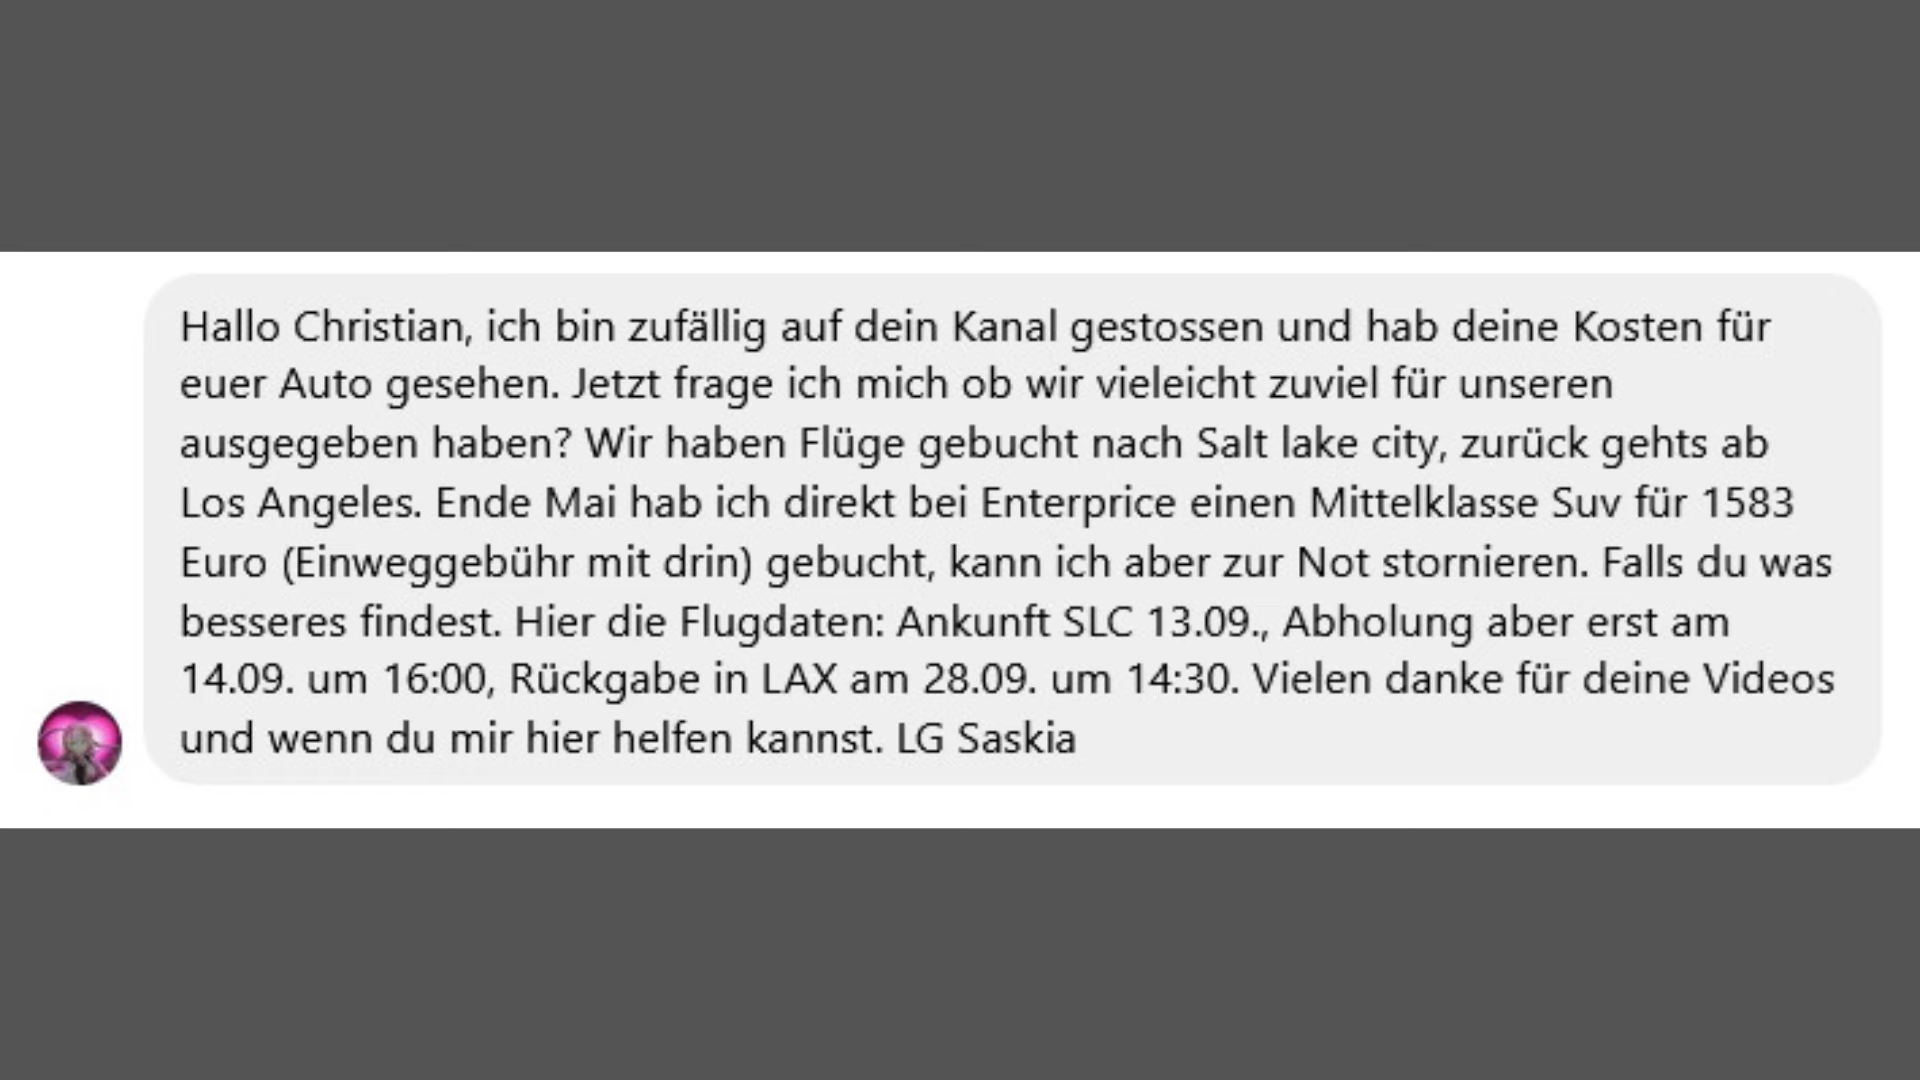 Hallo Christian, ich bin zufällig auf dein Kanal gestossen und hab deine Kosten für
euer Auto gesehen. Jetzt frage ich mich ob wir vieleicht zuviel für unseren
ausgegeben haben? Wir haben Flüge gebucht nach Salt lake city, zurück gehts ab
Los Angeles. Ende Mai hab ich direkt bei Enterprice einen Mittelklasse Suv für 1583
Euro (Einweggebühr mit drin) gebucht, kann ich aber zur Not stornieren. Falls du was
besseres findest. Hier die Flugdaten: Ankunft SLC 13.09., Abholung aber erst am
14.09. um 16:00, Rückgabe in LAX am 28.09. um 14:30. Vielen danke für deine Videos
und wenn du mir hier helfen kannst. LG Saskia